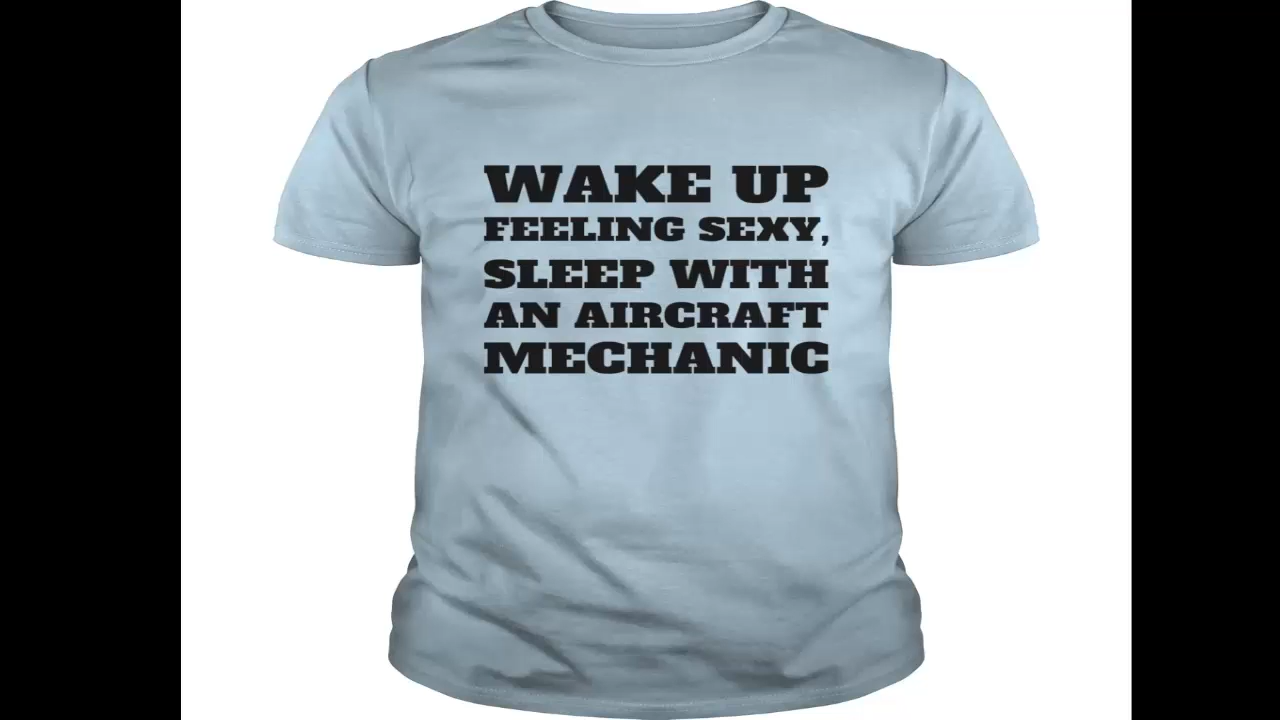 WAKE UP
FEELING SEXY,
SLEEP WITH
AN AIRCRAFT
MECHANIC